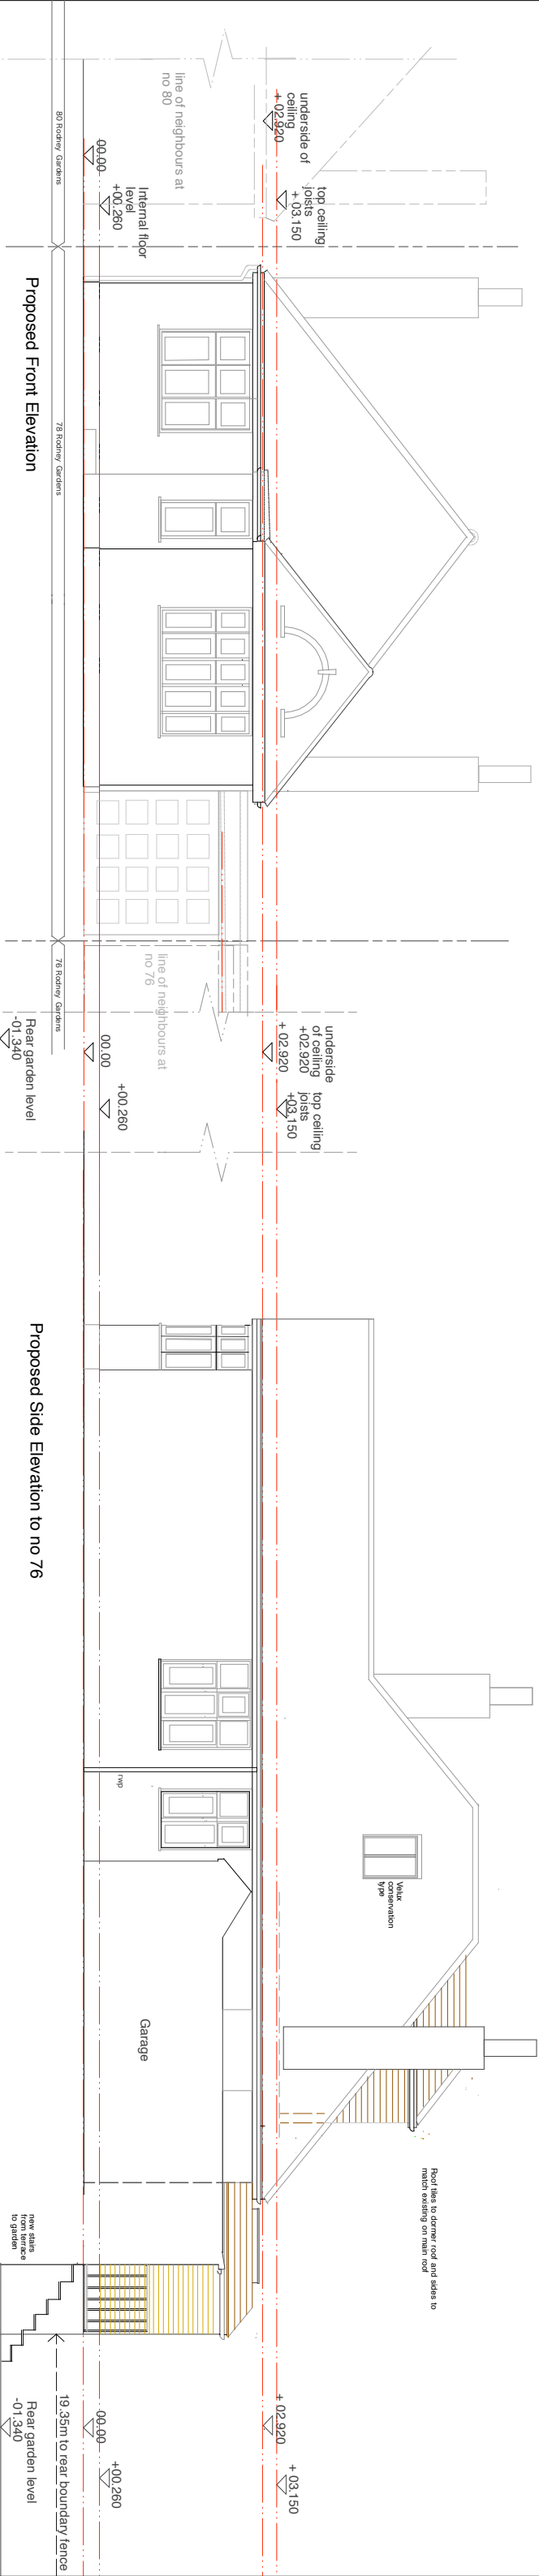 underside of
ceiling
+ 02.920
top ceiling
joists
+ 03.150
line of neighbours at
no 80
00.00
Internal floor
level
+00.260
80 Rodney Gardens
78 Rodney Gardens
76 Rodney Gardens
Proposed Front Elevation
line of neighbours at
no 76
underside
of ceiling
+02.920
+ 02.920
top ceiling
joists
+03.150
00.00
+00.260
Rear garden level
-01.340
Proposed Side Elevation to no 76
rwp
Velux
conservation
type
Garage
Roof tiles to dormer roof and sides to
match existing on main roof
new stairs
from terrace
to garden
+ 02.920
+ 03.150
00.00
+00.260
19.35m to rear boundary fence
Rear garden level
-01.340